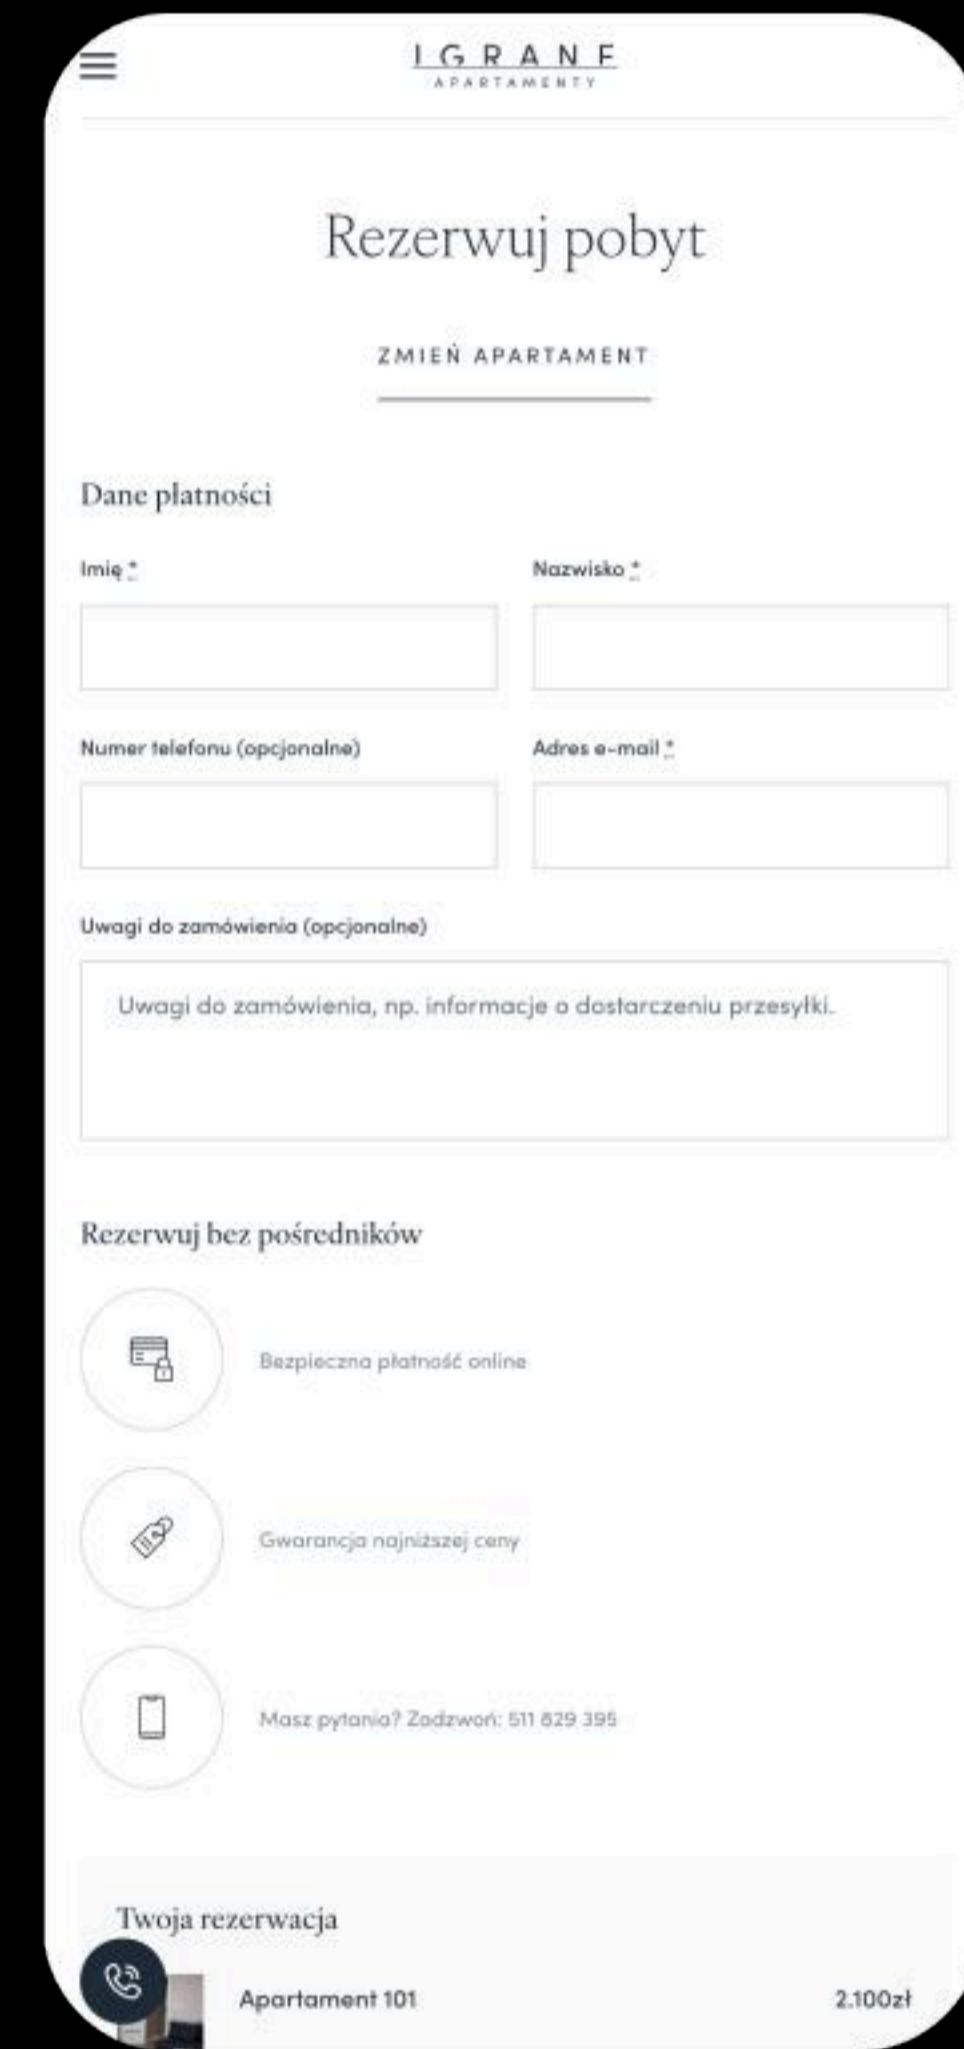 IGRANE
APARTAMENTY
Rezerwuj pobyt
ZMIEŃ APARTAMENT
Dane płatności
Imię *
Nazwisko *
Numer telefonu (opcjonalne)
Adres e-mail *
Uwagi do zamówienia (opcjonalne)
Uwagi do zamówienia, np. informacje o dostarczeniu przesyłki.
Rezerwuj bez pośredników
Bezpieczna płatność online
Gwarancja najniższej ceny
Masz pytania? Zadzwoń: 511 829 395
Twoja rezerwacja
Apartament 101
2.100zł